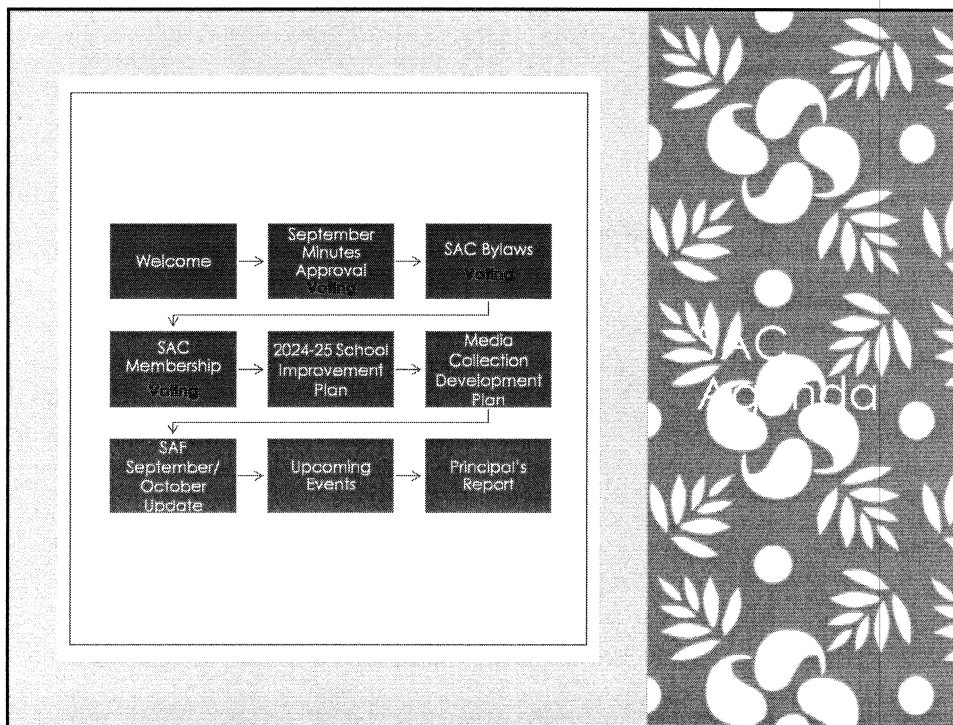 Welcome
September
Minutes
Approval
Voting
SAC Bylaws
Voting
SAC
Membership
Voting
2024-25 School
Improvement
Plan
Media
Collection
Development
Plan
SAF
September/
October
Update
Upcoming
Events
Principal's
Report
SAC
Agenda